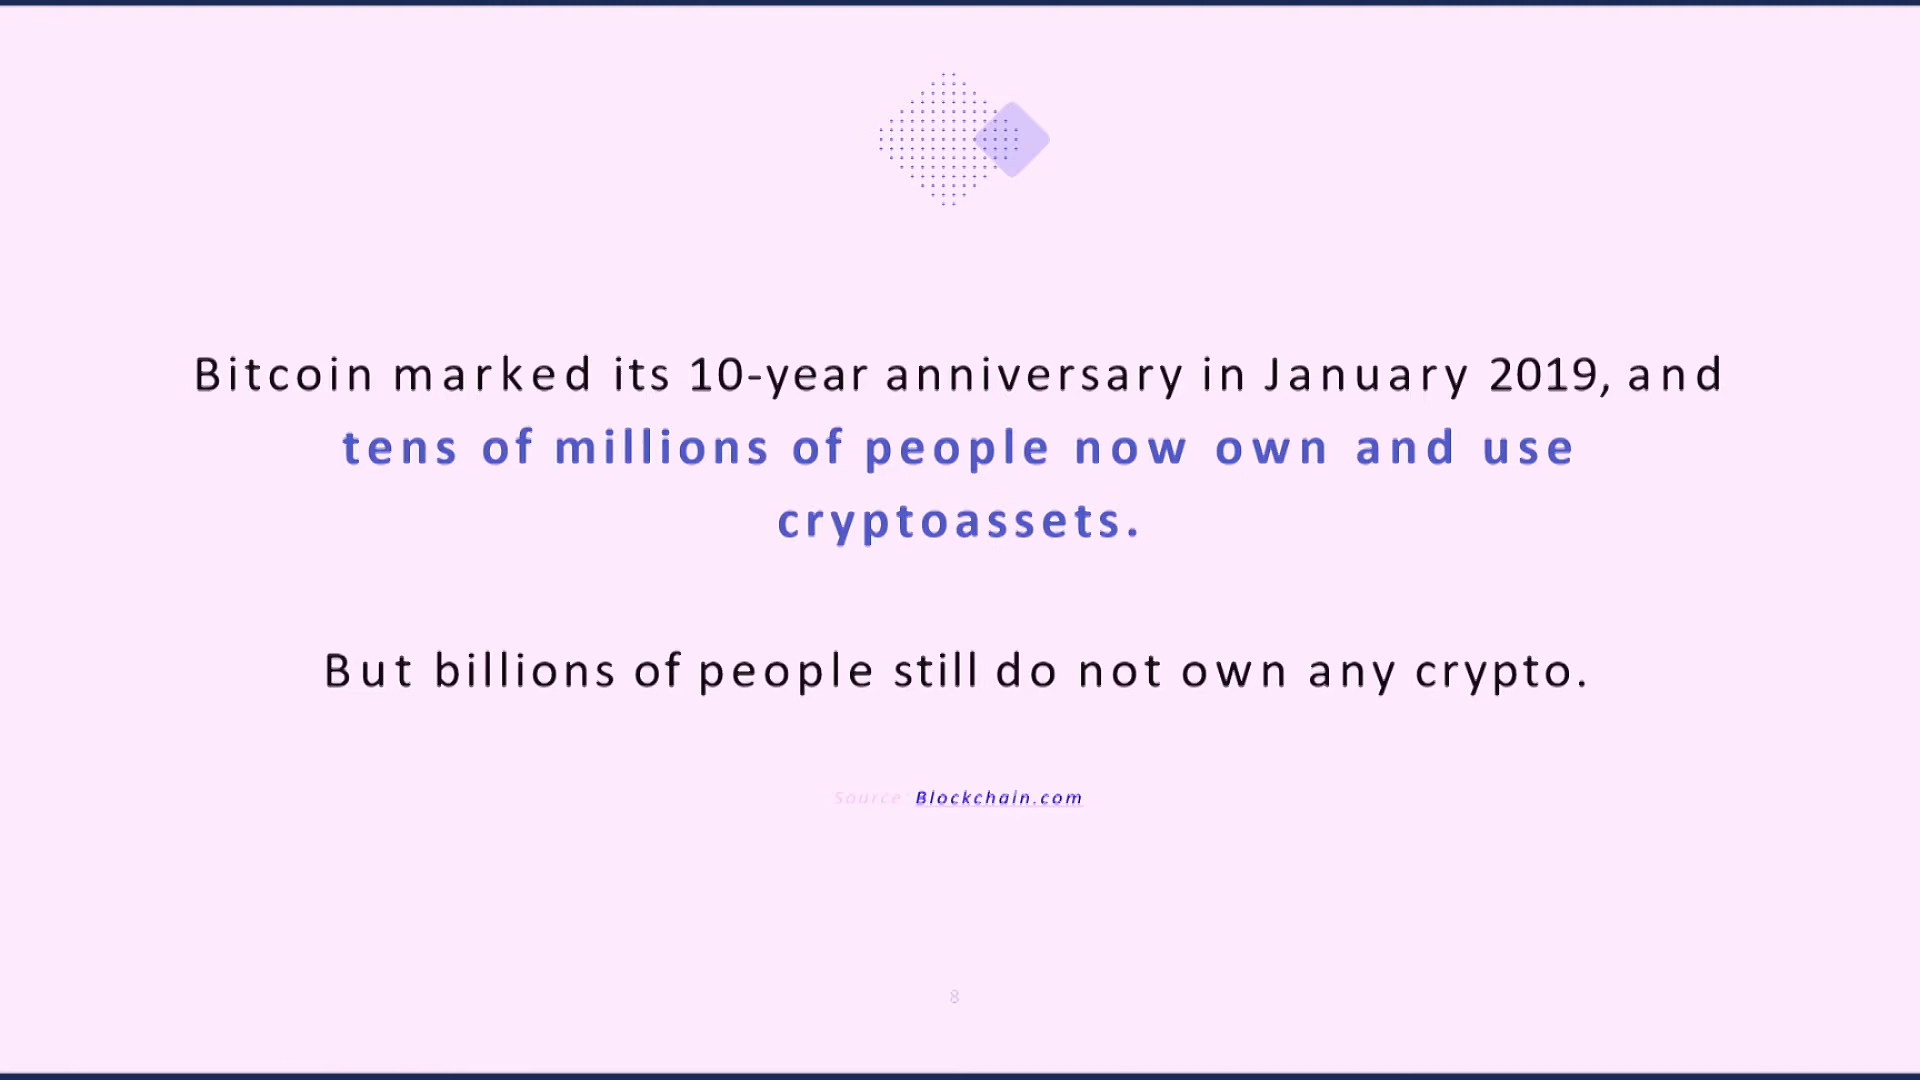 Bitcoin marked its 10-year anniversary in January 2019, and
tens of millions of people now own and use
cryptoassets.
But billions of people still do not own any crypto.
Source: Blockchain.com
8